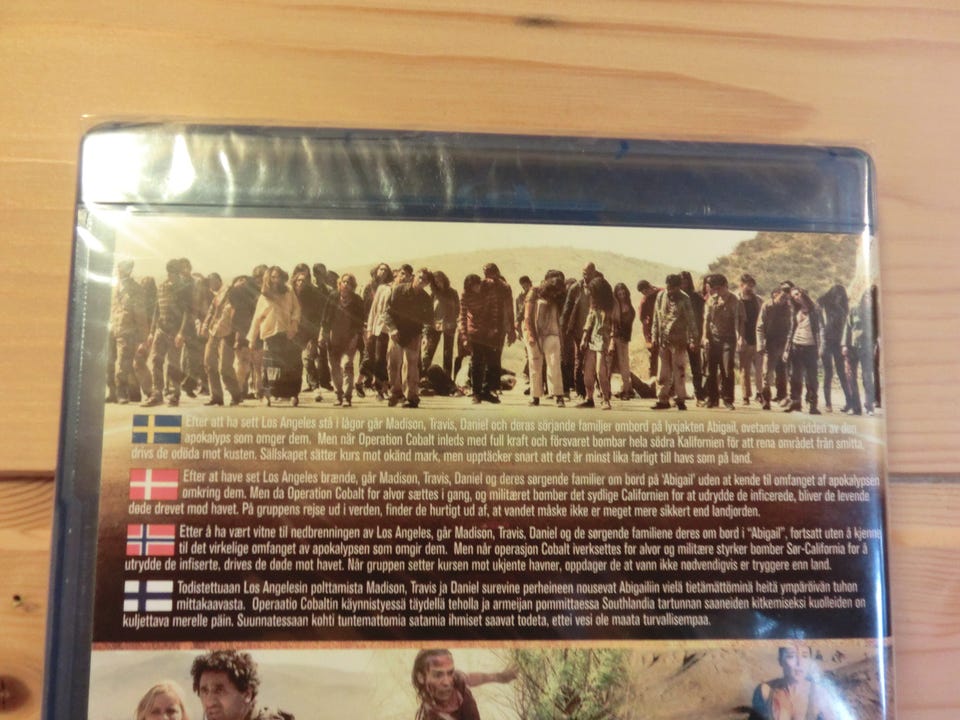 Efter att ha sett Los Angeles stå i lågor går Madison, Travis, Daniel och deras sörjande familjer ombord på lyxjakten Abigail, ovetande om vidden av den
apokalyps som omger dem. Men når Operation Cobalt inleds med full kraft och försvaret bombar hela södra Kalifornien för att rena området från smitta,
drivs de odöda mot kusten. Sällskapet sätter kurs mot okänd mark, men upptäcker snart att det är minst lika farligt till havs som på land.
Efter at have set Los Angeles brænde, går Madison, Travis, Daniel og deres sørgende familier om bord på 'Abigail' uden at kende til omfanget af apokalypsen
omkring dem. Men da Operation Cobalt for alvor sættes i gang, og militæret bomber det sydlige Californien for at udrydde de inficerede, bliver de levende
døde drevet mod havet. På gruppens rejse ud i verden, finder de hurtigt ud af, at vandet måske ikke er meget mere sikkert end landjorden.
Etter å ha vært vitne til nedbrenningen av Los Angeles, går Madison, Travis, Daniel og de sørgende familiene deres om bord i "Abigail", fortsatt uten å kjenne
til det virkelige omfanget av apokalypsen som omgir dem. Men når operasjon Cobalt iverksettes for alvor og militære styrker bomber Sør-California for å
utrydde de infiserte, drives de døde mot havet. Når gruppen setter kursen mot ukjente havner, oppdager de at vann ikke nødvendigvis er tryggere enn land.
Todistettuaan Los Angelesin polttamista Madison, Travis ja Daniel surevine perheineen nousevat Abigailiin vielä tietämättöminä heitä ympäröivän tuhon
mittakaavasta. Operaatio Cobaltin käynnistyessä täydellä teholla ja armeijan pommittaessa Southlandia tartunnan saaneiden kitkemiseksi kuolleiden on
kuljettava merelle päin. Suunnatessaan kohti tuntemattomia satamia ihmiset saavat todeta, ettei vesi ole maata turvallisempaa.